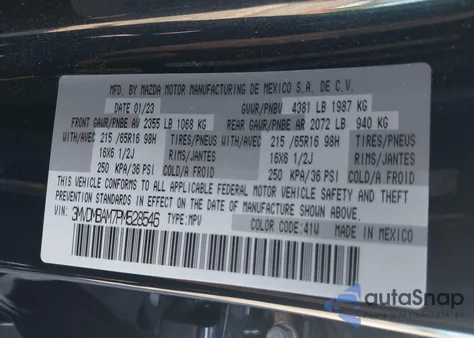 MFD. BY MAZDA MOTOR MANUFACTURING DE MEXICO S.A. DE C.V.
DATE 01/23 GVWR/PNBV 4381 LB 1987 KG
FRONT GAWR/PNBE AV 2355 LB 1068 KG REAR GAWR/PNBE AR 2072 LB 940 KG
WITH/AVEC 215 /65R16 98H TIRES/PNEUS WITH/AVEC 215 /65R16 98H TIRES/PNEUS
16X6 1/2J RIMS/JANTES 16X6 1/2J RIMS/JANTES
250 KPA/36 PSI COLD/A FROID 250 KPA/36 PSI COLD/A FROID
THIS VEHICLE CONFORMS TO ALL APPLICABLE FEDERAL MOTOR VEHICLE SAFETY AND THEFT
PREVENTION STANDARDS IN EFFECT ON THE DATE OF MANUFACTURE SHOWN ABOVE.
3MVDMBAM7PM528546 TYPE:MPV COLOR CODE:41W MADE IN MEXICO
autoSnap